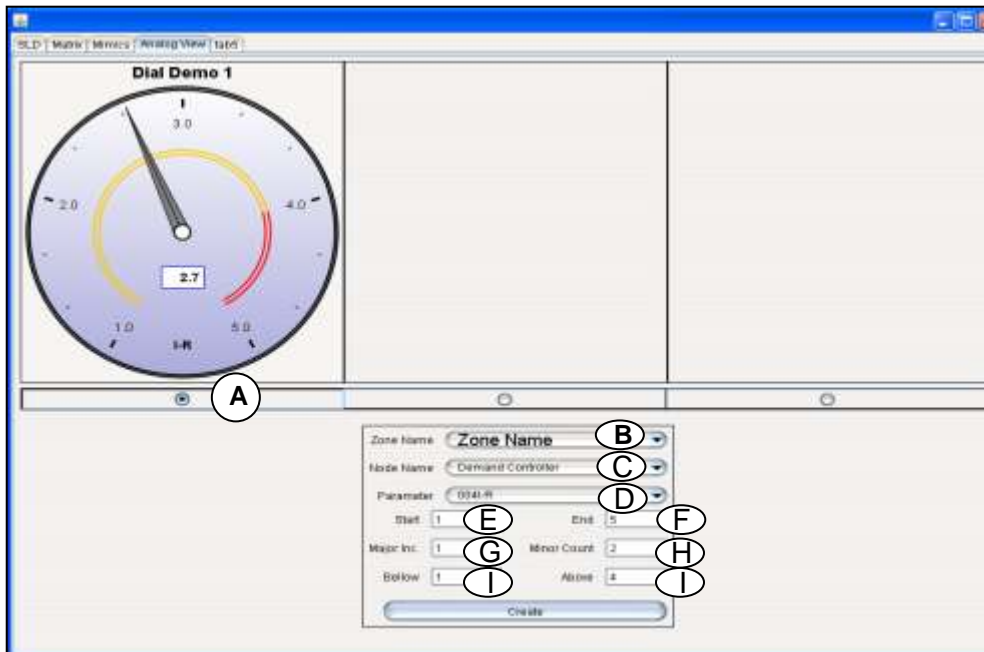 SLD Matrix Mimics Analog View tab5
Dial Demo 1
3.0
2.0
4.0
2.7
1.0
5.0
I-R
A
Zone Name Zone Name B
Node Name Demand Controller C
Parameter 004I-R D
Start 1 E End 5 F
Major Inc. 1 G Minor Count 2 H
Bellow 1 I Above 4 I
Create